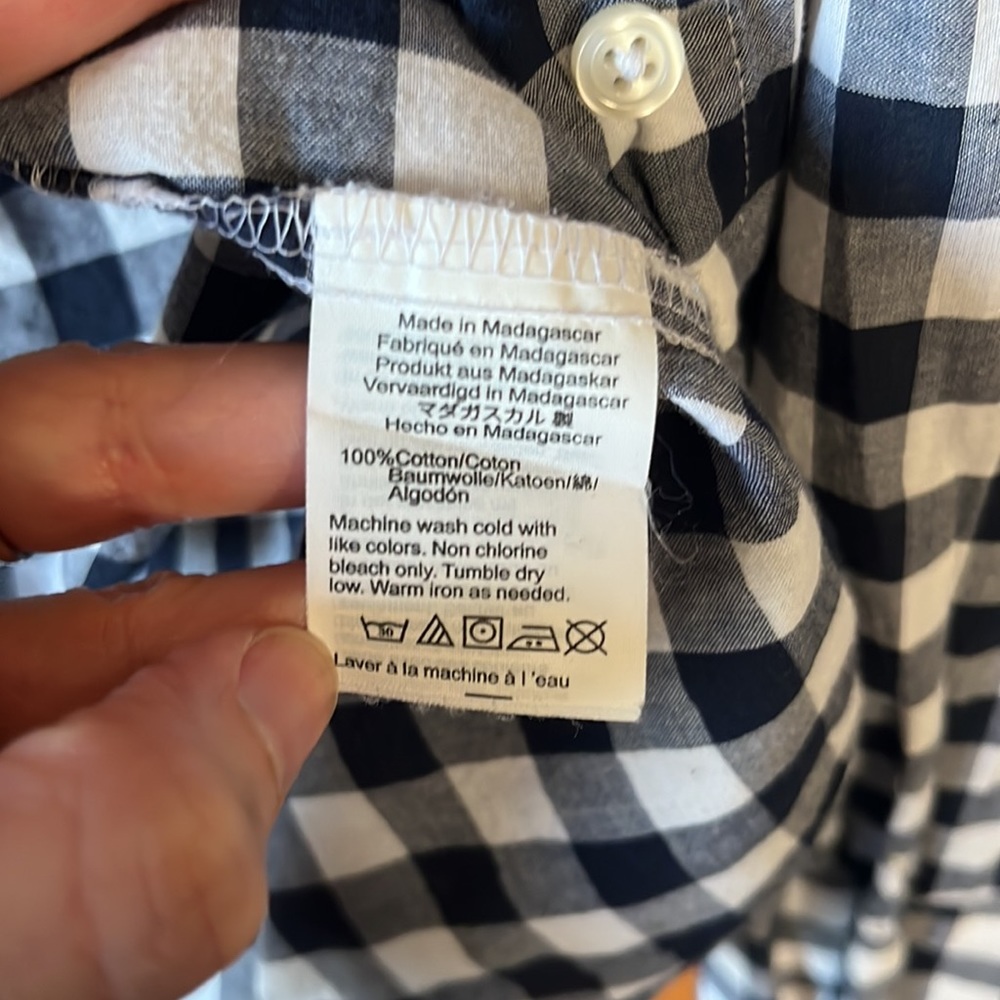 Made in Madagascar
Fabriqué en Madagascar
Produkt aus Madagaskar
Vervaardigd in Madagascar
マダガスカル 製
Hecho en Madagascar
100%Cotton/Coton
Baumwolle/Katoen/綿/
Algodón
Machine wash cold with
like colors. Non chlorine
bleach only. Tumble dry
low. Warm iron as needed.
30
Laver à la machine à l 'eau